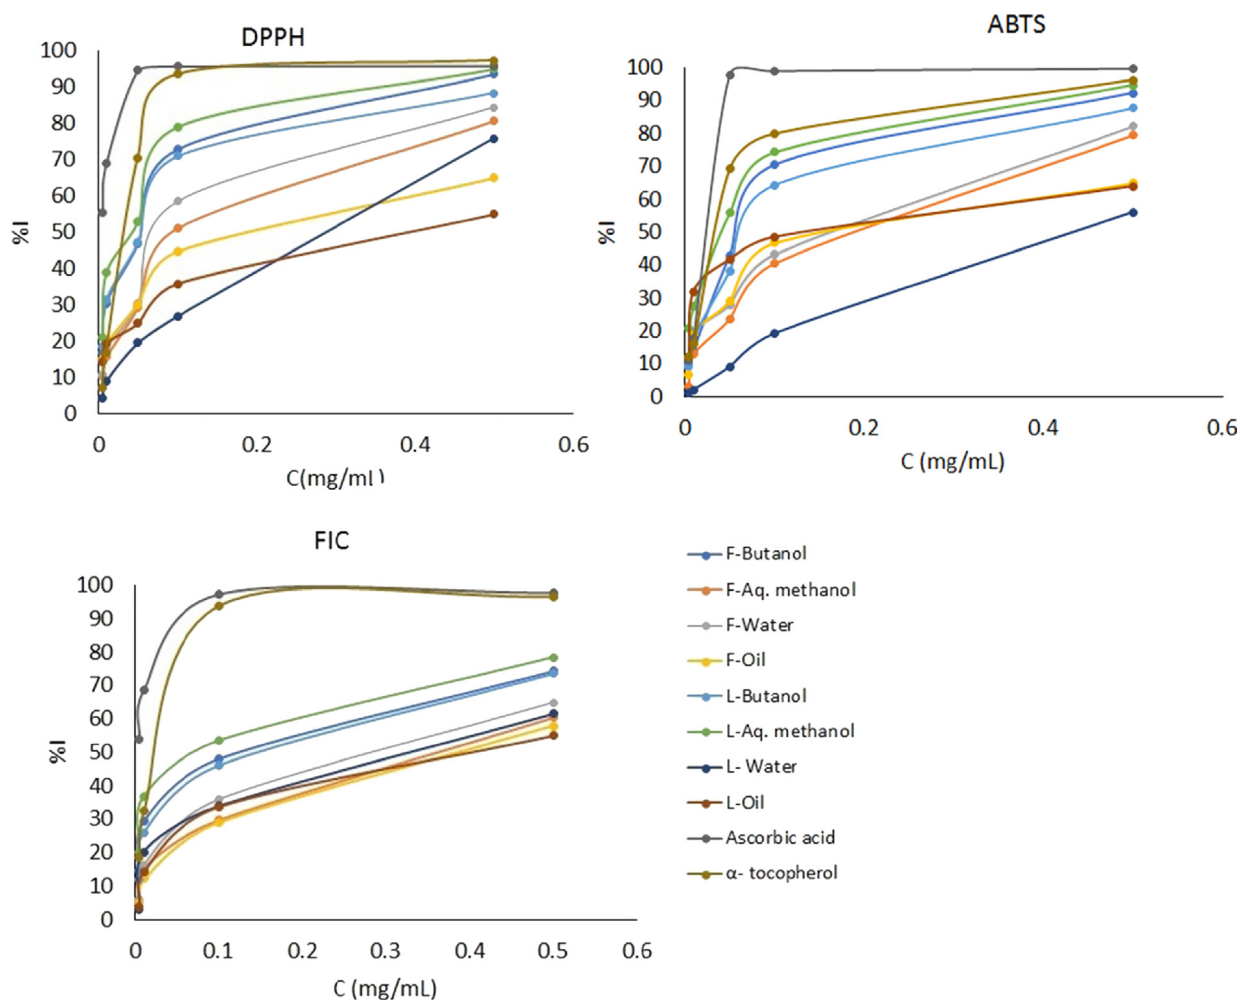 DPPH
100
90
80
70
60
50
40
30
20
10
0
%I
0 0.2 0.4 0.6
C(mg/mL)
ABTS
100
90
80
70
60
50
40
30
20
10
0
%I
0 0.2 0.4 0.6
C (mg/mL)
FIC
100
90
80
70
60
50
40
30
20
10
0
%I
0 0.1 0.2 0.3 0.4 0.5 0.6
C (mg/mL)
F-Butanol
F-Aq. methanol
F-Water
F-Oil
L-Butanol
L-Aq. methanol
L- Water
L-Oil
Ascorbic acid
α- tocopherol